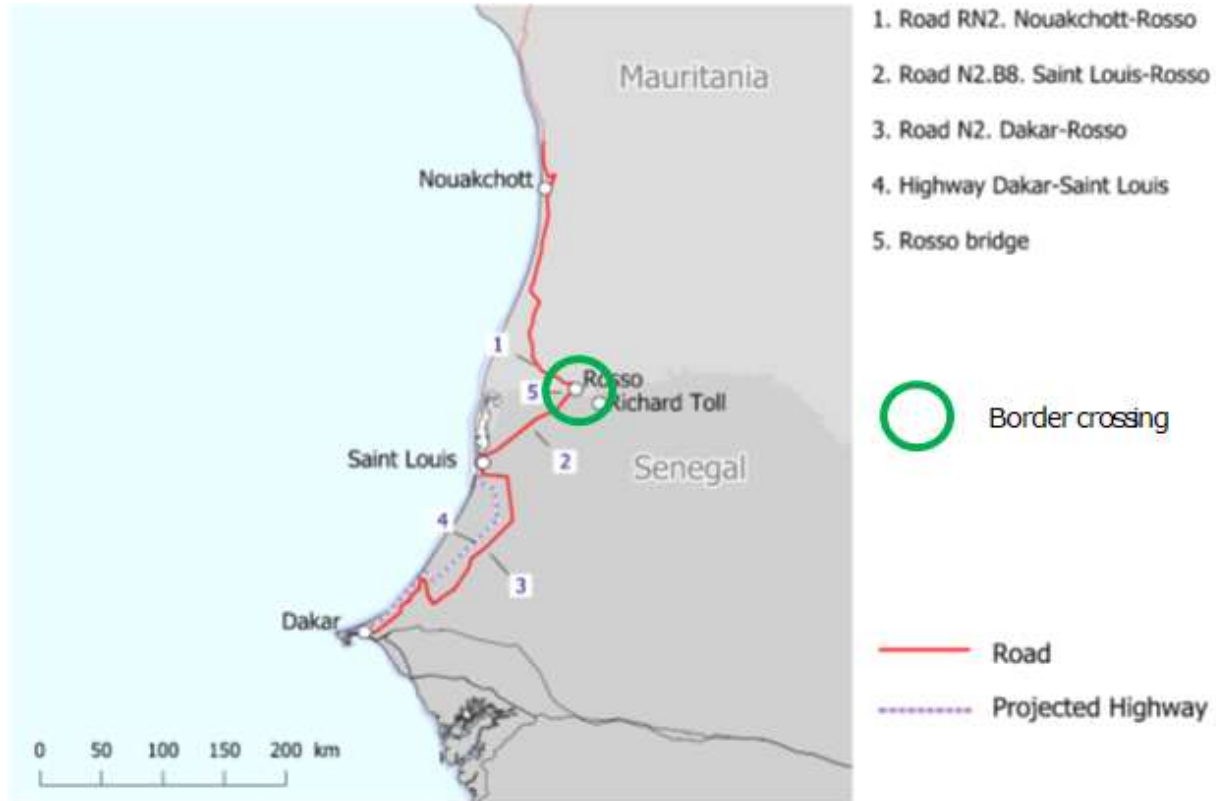 1. Road RN2. Nouakchott-Rosso
2. Road N2.B8. Saint Louis-Rosso
3. Road N2. Dakar-Rosso
4. Highway Dakar-Saint Louis
5. Rosso bridge
Mauritania
Nouakchott
1
Rosso
5
Richard Toll
Border crossing
Saint Louis
2
Senegal
4
3
Dakar
Road
Projected Highway
0 50 100 150 200 km